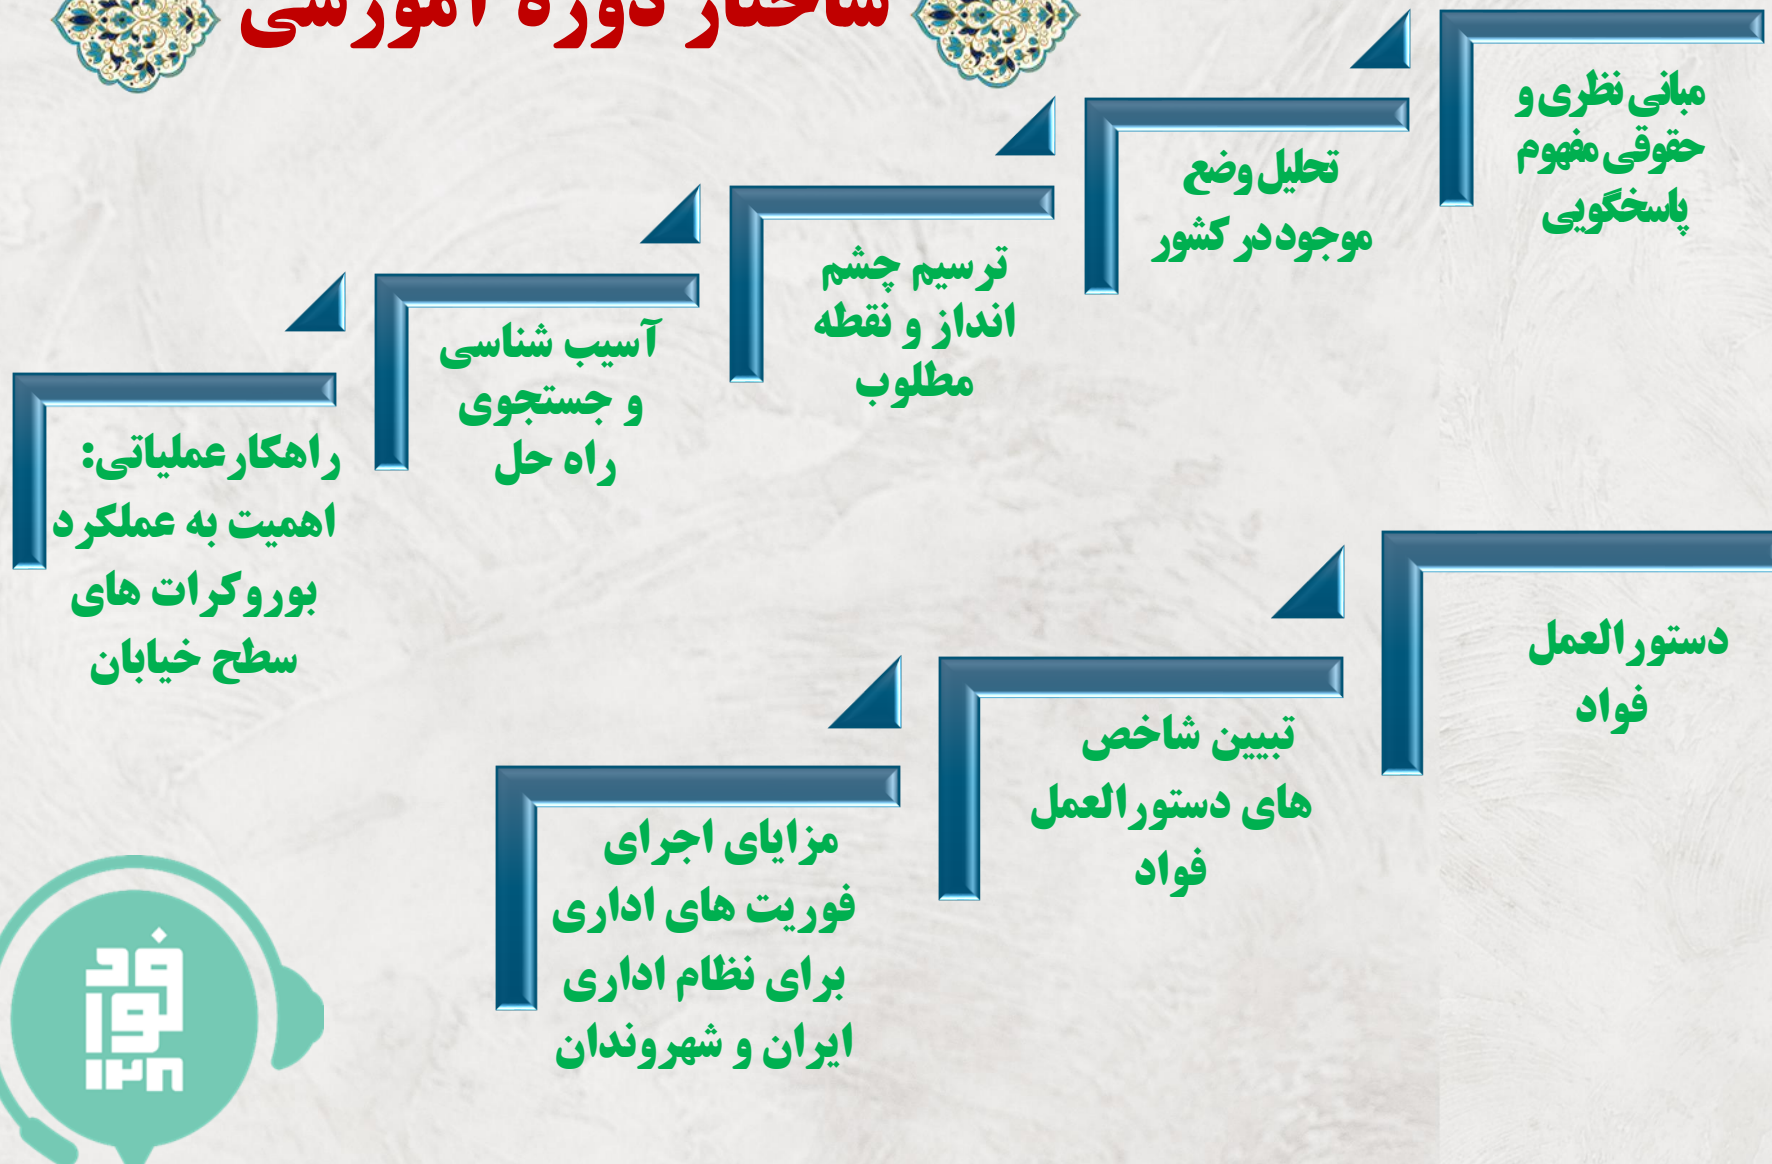 ساختار دوره آموزشی
مبانی نظری و
حقوقی مفهوم
پاسخگویی
تحلیل وضع
موجود در کشور
ترسیم چشم
انداز و نقطه
مطلوب
آسیب شناسی
و جستجوی
راه حل
راهکار عملیاتی:
اهمیت به عملکرد
بوروکرات های
سطح خیابان
دستورالعمل
فواد
تبیین شاخص
های دستورالعمل
فواد
مزایای اجرای
فوریت های اداری
برای نظام اداری
ایران و شهروندان
فواد
۱۲۸